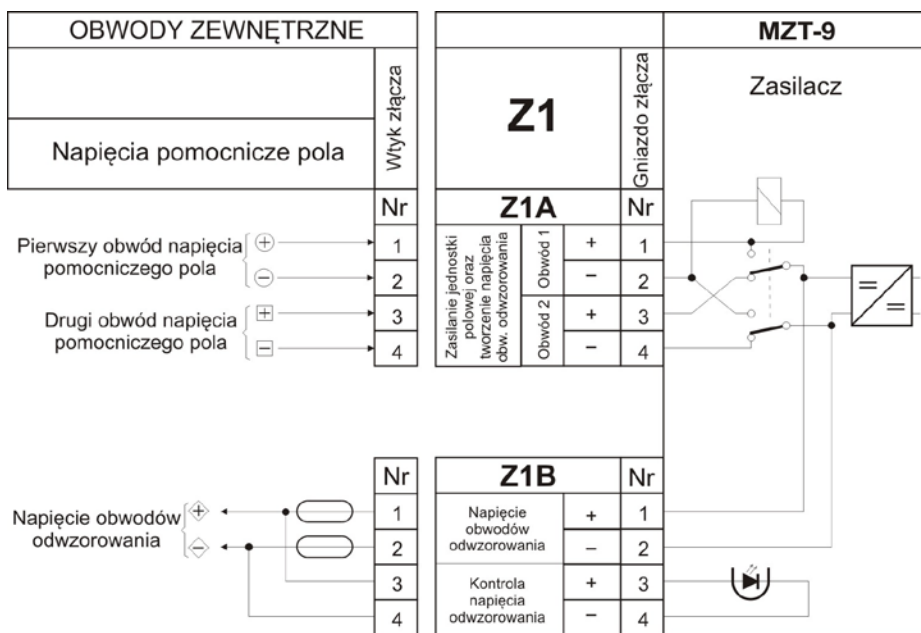 OBWODY ZEWNĘTRZNE
MZT-9
Napięcia pomocnicze pola
Wtyk złącza
Z1
Gniazdo złącza
Zasilacz
Nr
Z1A
Nr
Pierwszy obwód napięcia
pomocniczego pola
+
−
Drugi obwód napięcia
pomocniczego pola
+
−
1
2
3
4
Zasilanie jednostki
polowej oraz
tworzenie napięcia
obw. odwzorowania
Obwód 1
Obwód 2
+
−
+
−
1
2
3
4
Nr
Z1B
Nr
Napięcie obwodów
odwzorowania
+
−
1
2
3
4
Napięcie
obwodów
odwzorowania
+
−
Kontrola
napięcia
odwzorowania
+
−
1
2
3
4